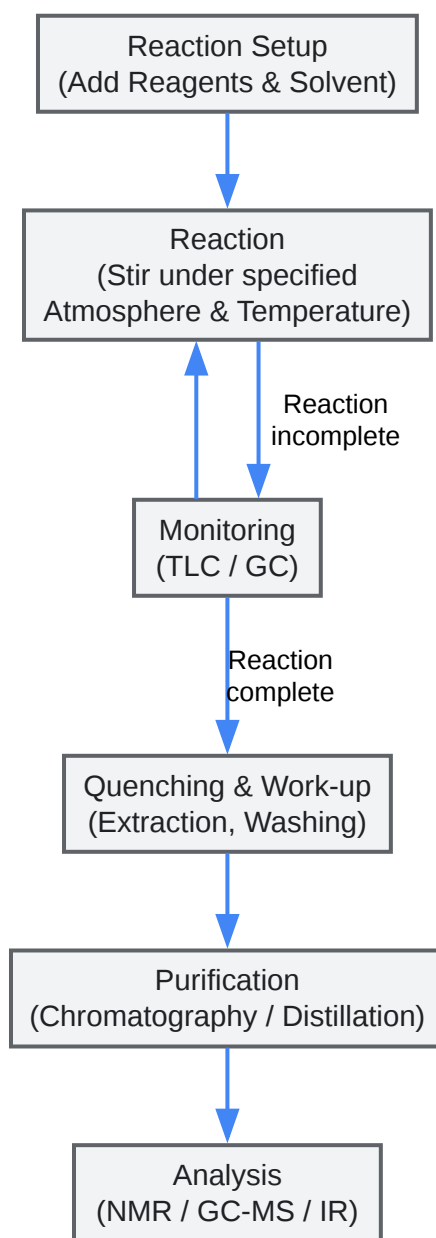 Reaction Setup
(Add Reagents & Solvent)
Reaction
(Stir under specified
Atmosphere & Temperature)
Reaction
incomplete
Monitoring
(TLC / GC)
Reaction
complete
Quenching & Work-up
(Extraction, Washing)
Purification
(Chromatography / Distillation)
Analysis
(NMR / GC-MS / IR)